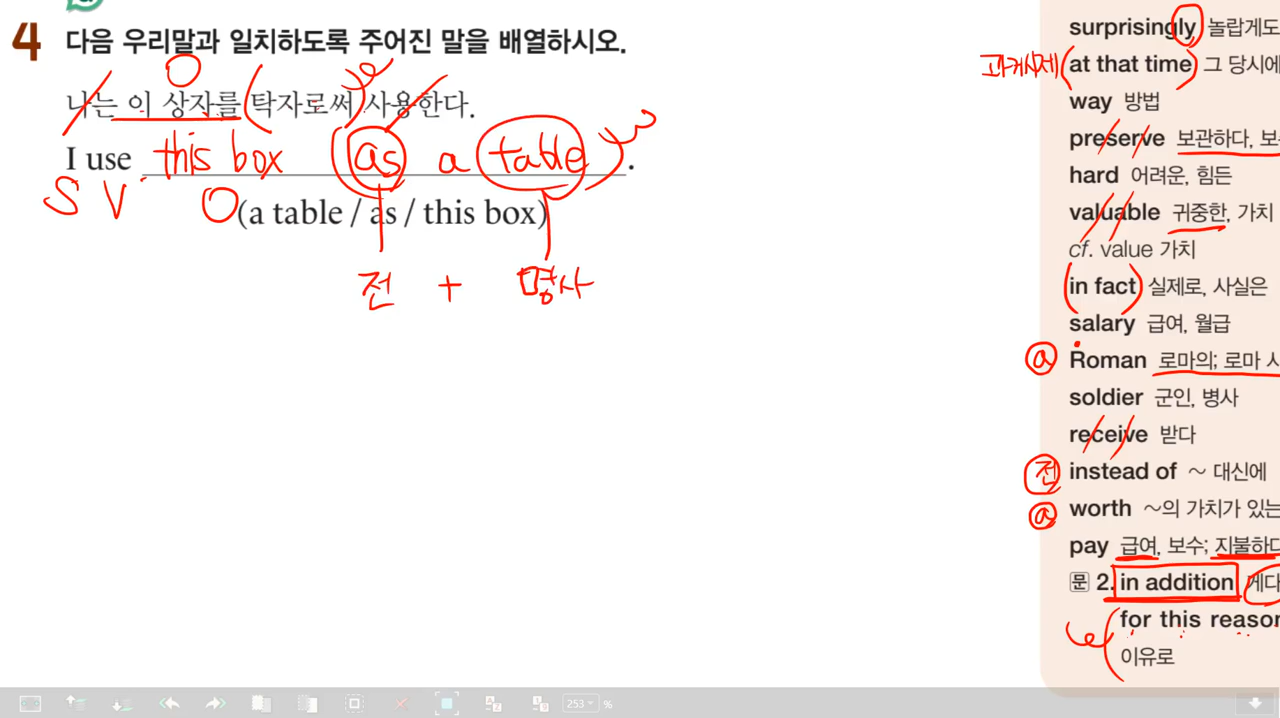 4 다음 우리말과 일치하도록 주어진 말을 배열하시오.
나는 이 상자를 탁자로써 사용한다.
I use this box as a table.
S V O (a table / as / this box)
전 + 명사
surprisingly 놀랍게도
과거시제 at that time 그 당시에
way 방법
preserve 보관하다, 보
hard 어려운, 힘든
valuable 귀중한, 가치
cf. value 가치
in fact 실제로, 사실은
salary 급여, 월급
ⓐ Roman 로마의; 로마 시
soldier 군인, 병사
receive 받다
전 instead of ~ 대신에
ⓐ worth ~의 가치가 있는
pay 급여, 보수; 지불하다
문 2. in addition 게다
for this reason
이유로
253 %